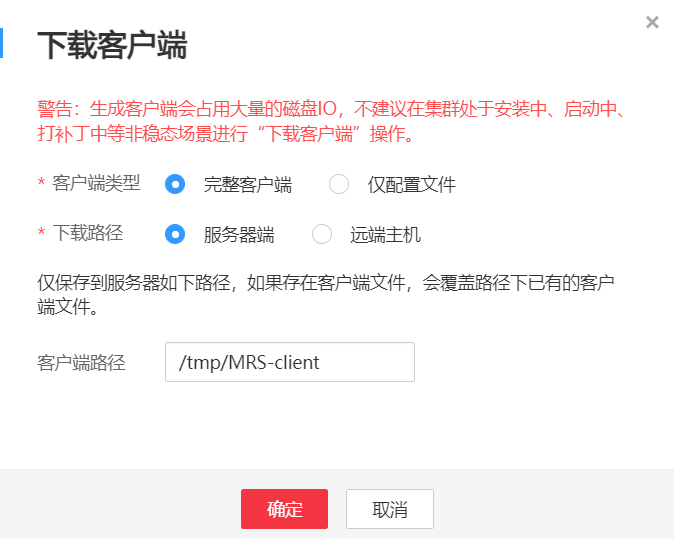 下载客户端
警告：生成客户端会占用大量的磁盘IO，不建议在集群处于安装中、启动中、
打补丁中等非稳态场景进行“下载客户端”操作。
* 客户端类型 完整客户端 仅配置文件
* 下载路径 服务器端 远端主机
仅保存到服务器如下路径，如果存在客户端文件，会覆盖路径下已有的客户
端文件。
客户端路径 /tmp/MRS-client
确定 取消